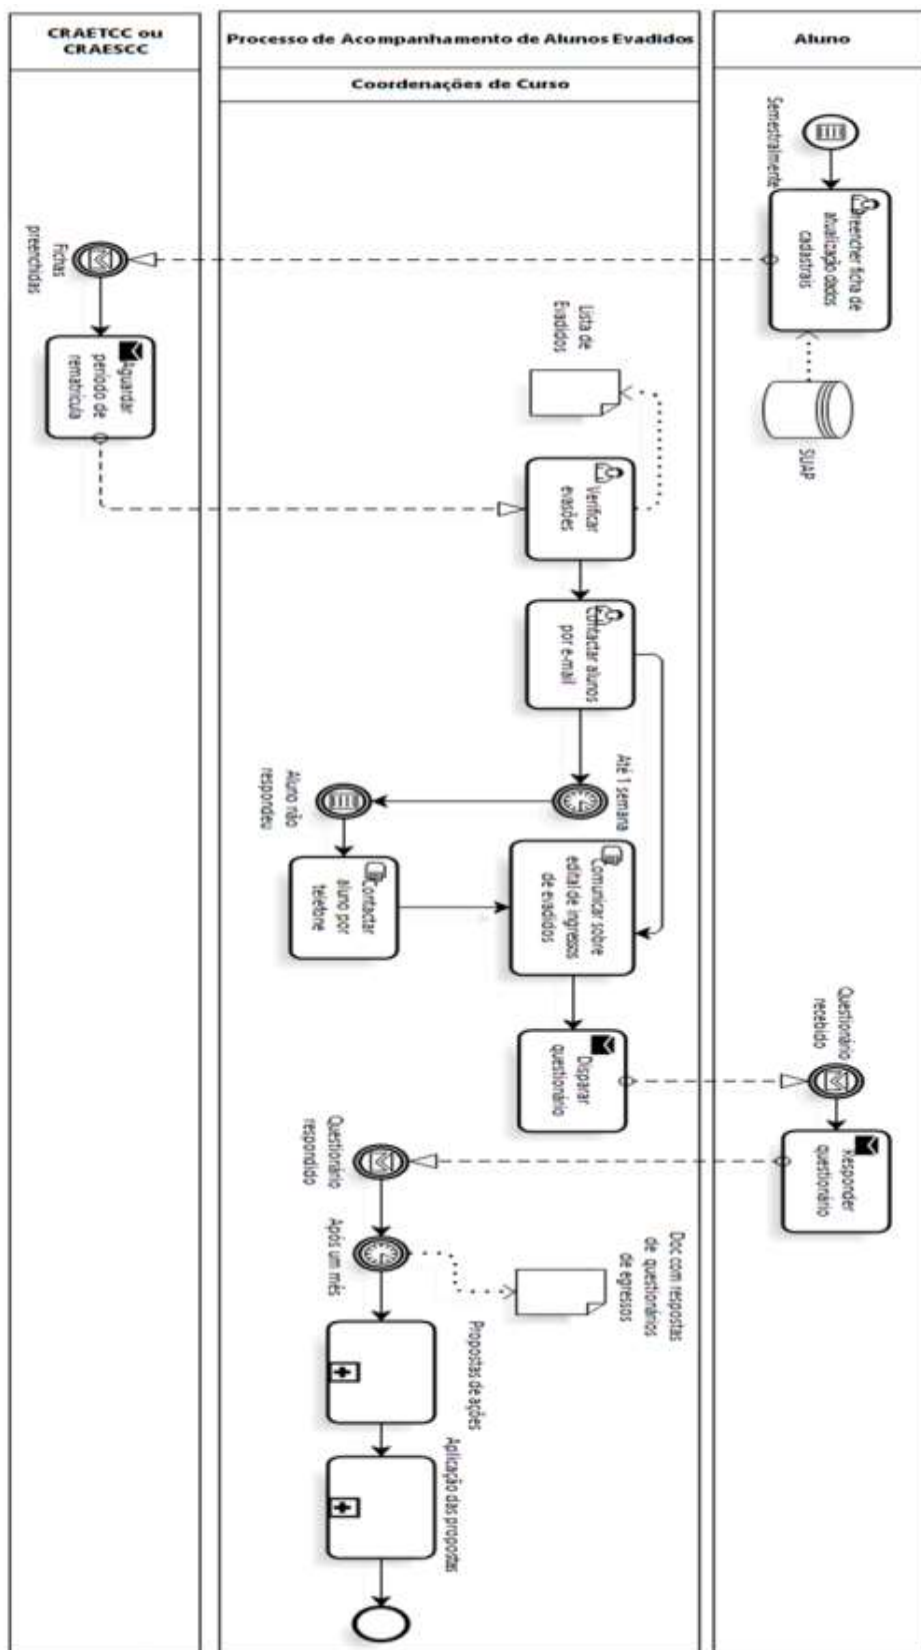 CRAETCC ou
CRAESCC
Processo de Acompanhamento de Alunos Evadidos
Coordenações de Curso
Aluno
Semestralmente
Preencher ficha de
atualização dados
cadastrais
SUAP
Fichas
preenchidas
Aguardar
período de
rematrícula
Lista de
Evadidos
Verificar
evasões
Contactar alunos
por e-mail
Até 1 semana
Aluno não
respondeu
Contactar
aluno por
telefone
Comunicar sobre
edital de ingressos
de evadidos
Disparar
questionário
Questionário
recebido
Responder
questionário
Questionário
respondido
Após um mês
Doc com respostas
de questionários
de egressos
Propostas de ações
Aplicação das propostas